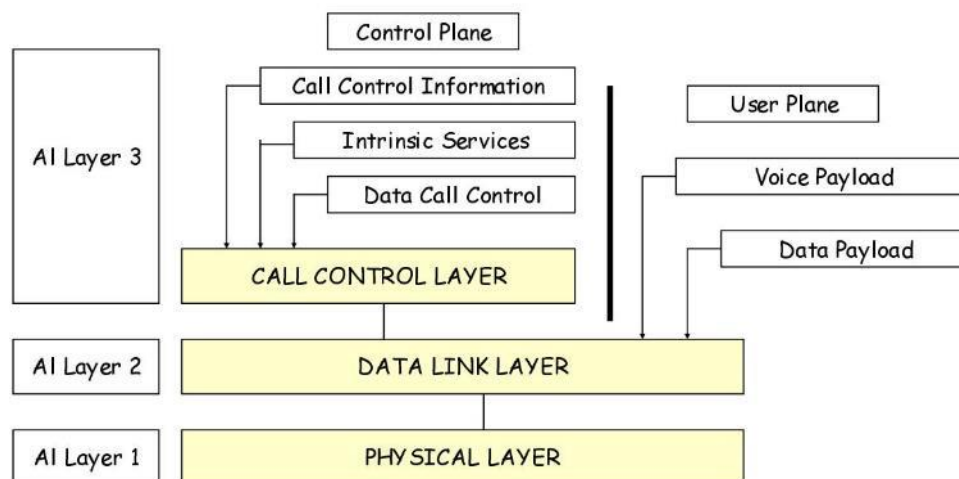 Control Plane
Call Control Information
User Plane
Intrinsic Services
AI Layer 3
Voice Payload
Data Call Control
Data Payload
CALL CONTROL LAYER
AI Layer 2
DATA LINK LAYER
AI Layer 1
PHYSICAL LAYER